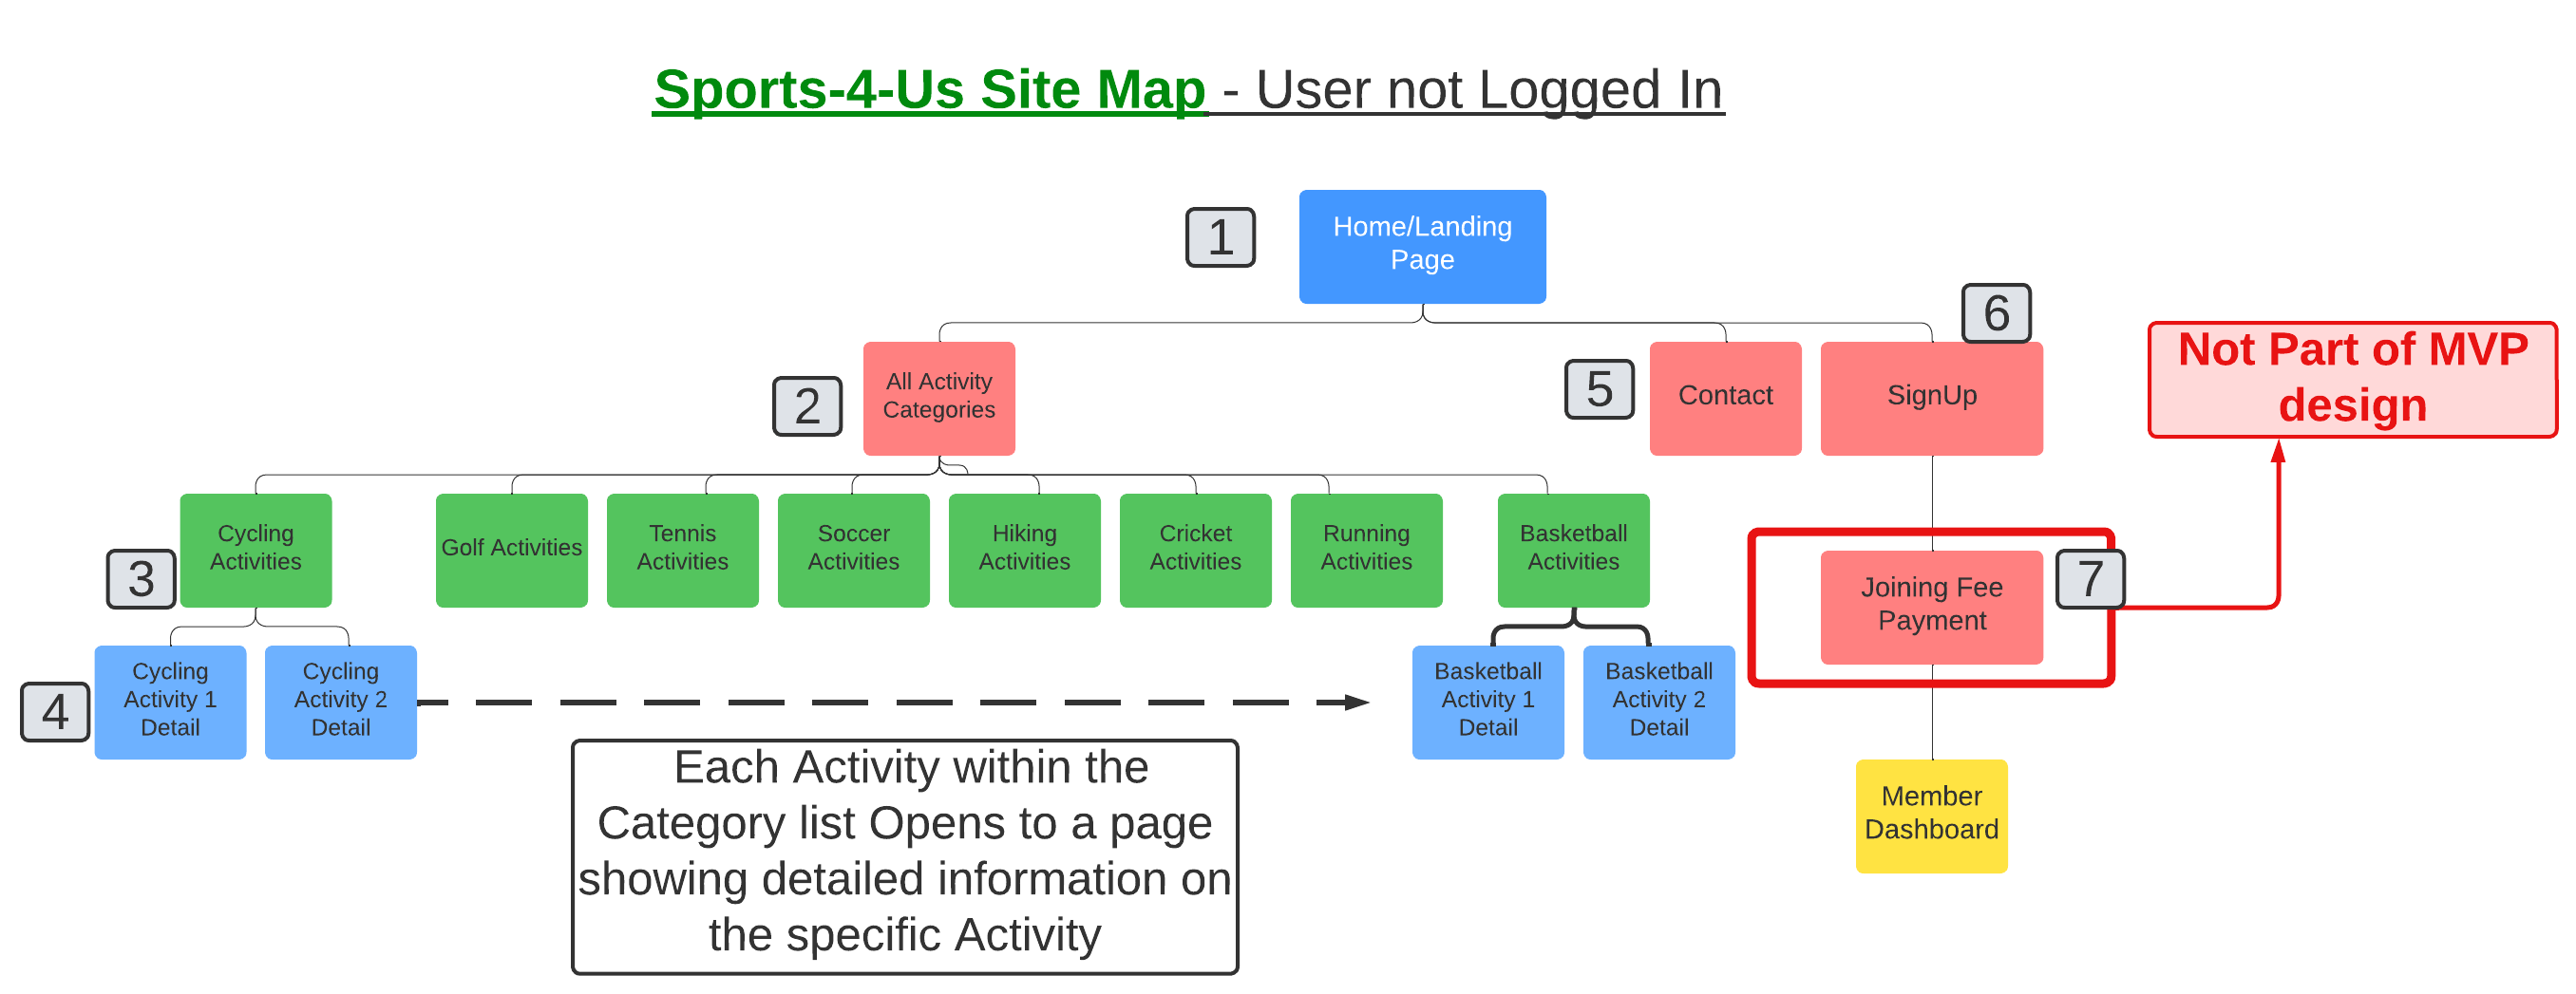 Sports-4-Us Site Map - User not Logged In
1
Home/Landing
Page
6
2
All Activity
Categories
5
Contact
SignUp
Not Part of MVP
design
3
Cycling
Activities
Golf Activities
Tennis
Activities
Soccer
Activities
Hiking
Activities
Cricket
Activities
Running
Activities
Basketball
Activities
Joining Fee
Payment
7
4
Cycling
Activity 1
Detail
Cycling
Activity 2
Detail
Basketball
Activity 1
Detail
Basketball
Activity 2
Detail
Each Activity within the
Category list Opens to a page
showing detailed information on
the specific Activity
Member
Dashboard